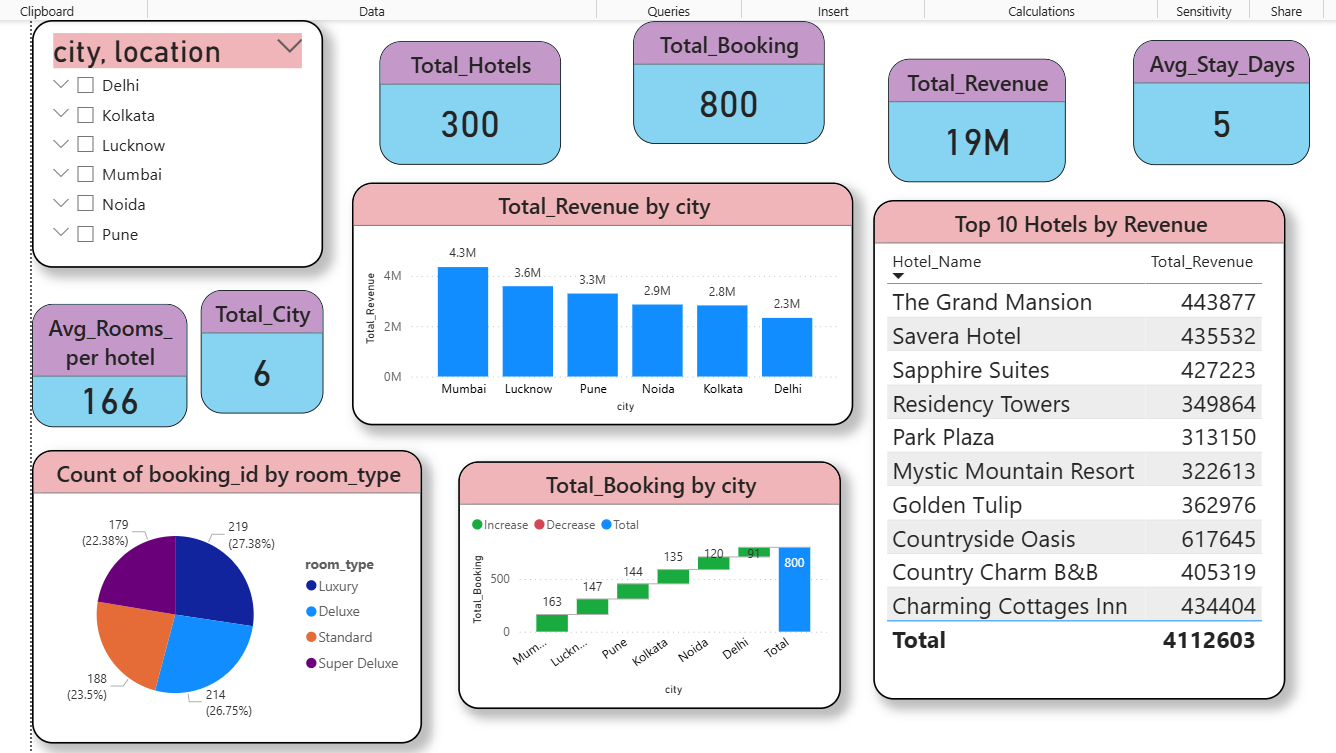 Clipboard
Data
Queries
Insert
Calculations
Sensitivity
Share
city, location
Delhi
Kolkata
Lucknow
Mumbai
Noida
Pune
Total_Hotels
300
Total_Booking
800
Total_Revenue
19M
Avg_Stay_Days
5
Avg_Rooms_
per hotel
166
Total_City
6
Total_Revenue by city
Total_Revenue
4M
2M
0M
4.3M
3.6M
3.3M
2.9M
2.8M
2.3M
Mumbai
Lucknow
Pune
Noida
Kolkata
Delhi
city
Top 10 Hotels by Revenue
Hotel_Name Total_Revenue
The Grand Mansion 443877
Savera Hotel 435532
Sapphire Suites 427223
Residency Towers 349864
Park Plaza 313150
Mystic Mountain Resort 322613
Golden Tulip 362976
Countryside Oasis 617645
Country Charm B&B 405319
Charming Cottages Inn 434404
Total 4112603
Count of booking_id by room_type
179
(22.38%)
219
(27.38%)
188
(23.5%)
214
(26.75%)
room_type
Luxury
Deluxe
Standard
Super Deluxe
Total_Booking by city
Increase Decrease Total
Total_Booking
500
0
163
147
144
135
120
91
800
Mum...
Luckn...
Pune
Kolkata
Noida
Delhi
Total
city